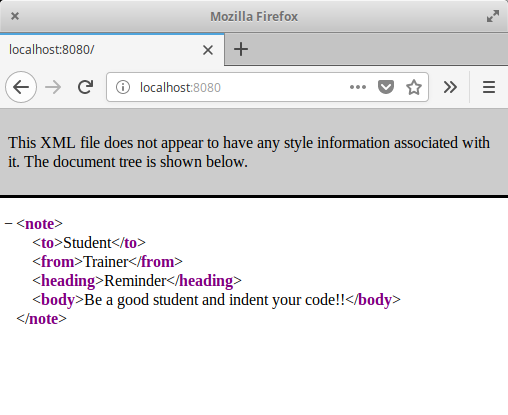 Mozilla Firefox
localhost:8080/
localhost:8080
This XML file does not appear to have any style information associated with
it. The document tree is shown below.
−<note>
<to>Student</to>
<from>Trainer</from>
<heading>Reminder</heading>
<body>Be a good student and indent your code!!</body>
</note>